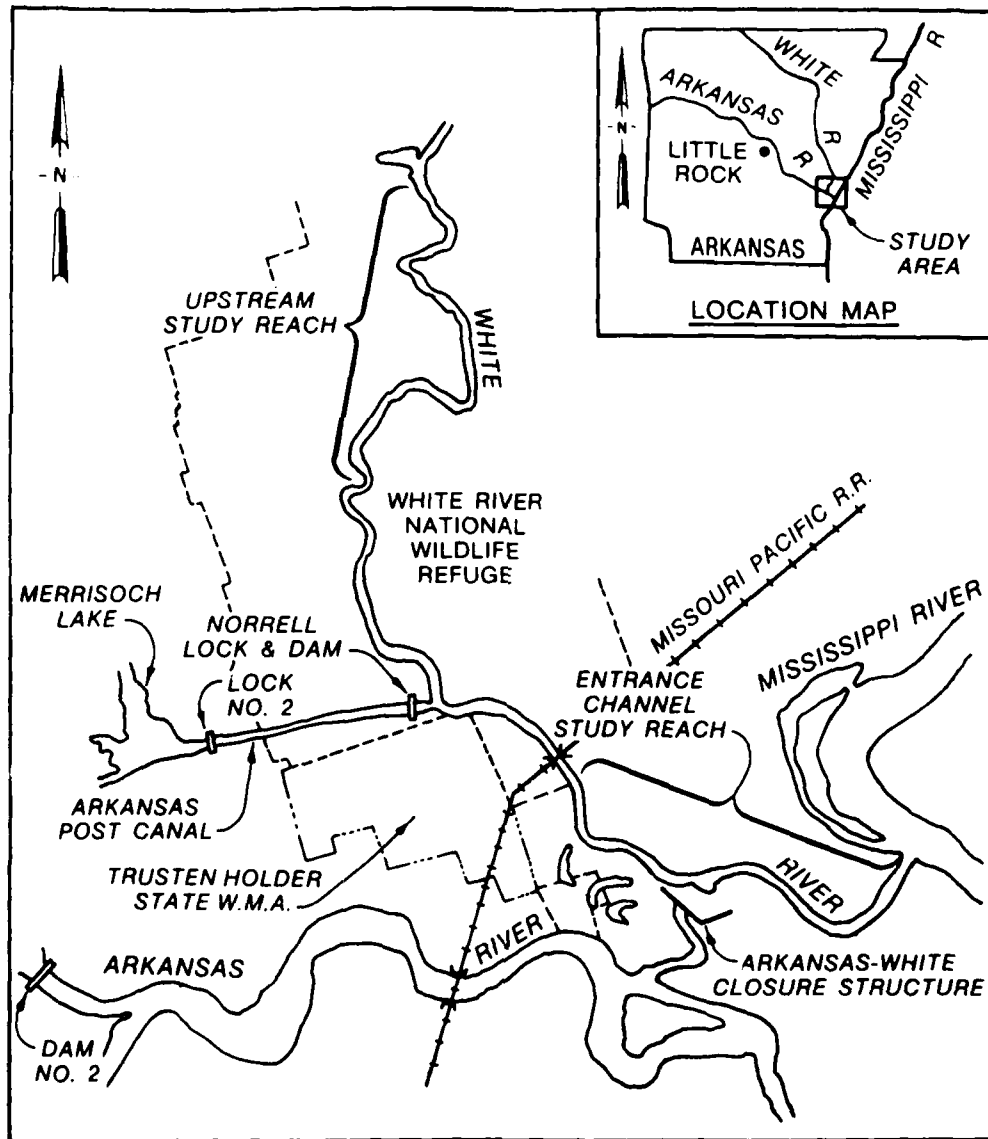 - N -
UPSTREAM
STUDY REACH
WHITE
WHITE RIVER
NATIONAL
WILDLIFE
REFUGE
MERRISOCH
LAKE
NORRELL
LOCK & DAM
LOCK
NO. 2
ARKANSAS
POST CANAL
TRUSTEN HOLDER
STATE W.M.A.
MISSOURI PACIFIC R.R.
MISSISSIPPI RIVER
ENTRANCE
CHANNEL
STUDY REACH
RIVER
ARKANSAS
RIVER
ARKANSAS-WHITE
CLOSURE STRUCTURE
DAM
NO. 2
-N-
WHITE
R
ARKANSAS
R
LITTLE
ROCK
MISSISSIPPI
R
STUDY
AREA
ARKANSAS
LOCATION MAP